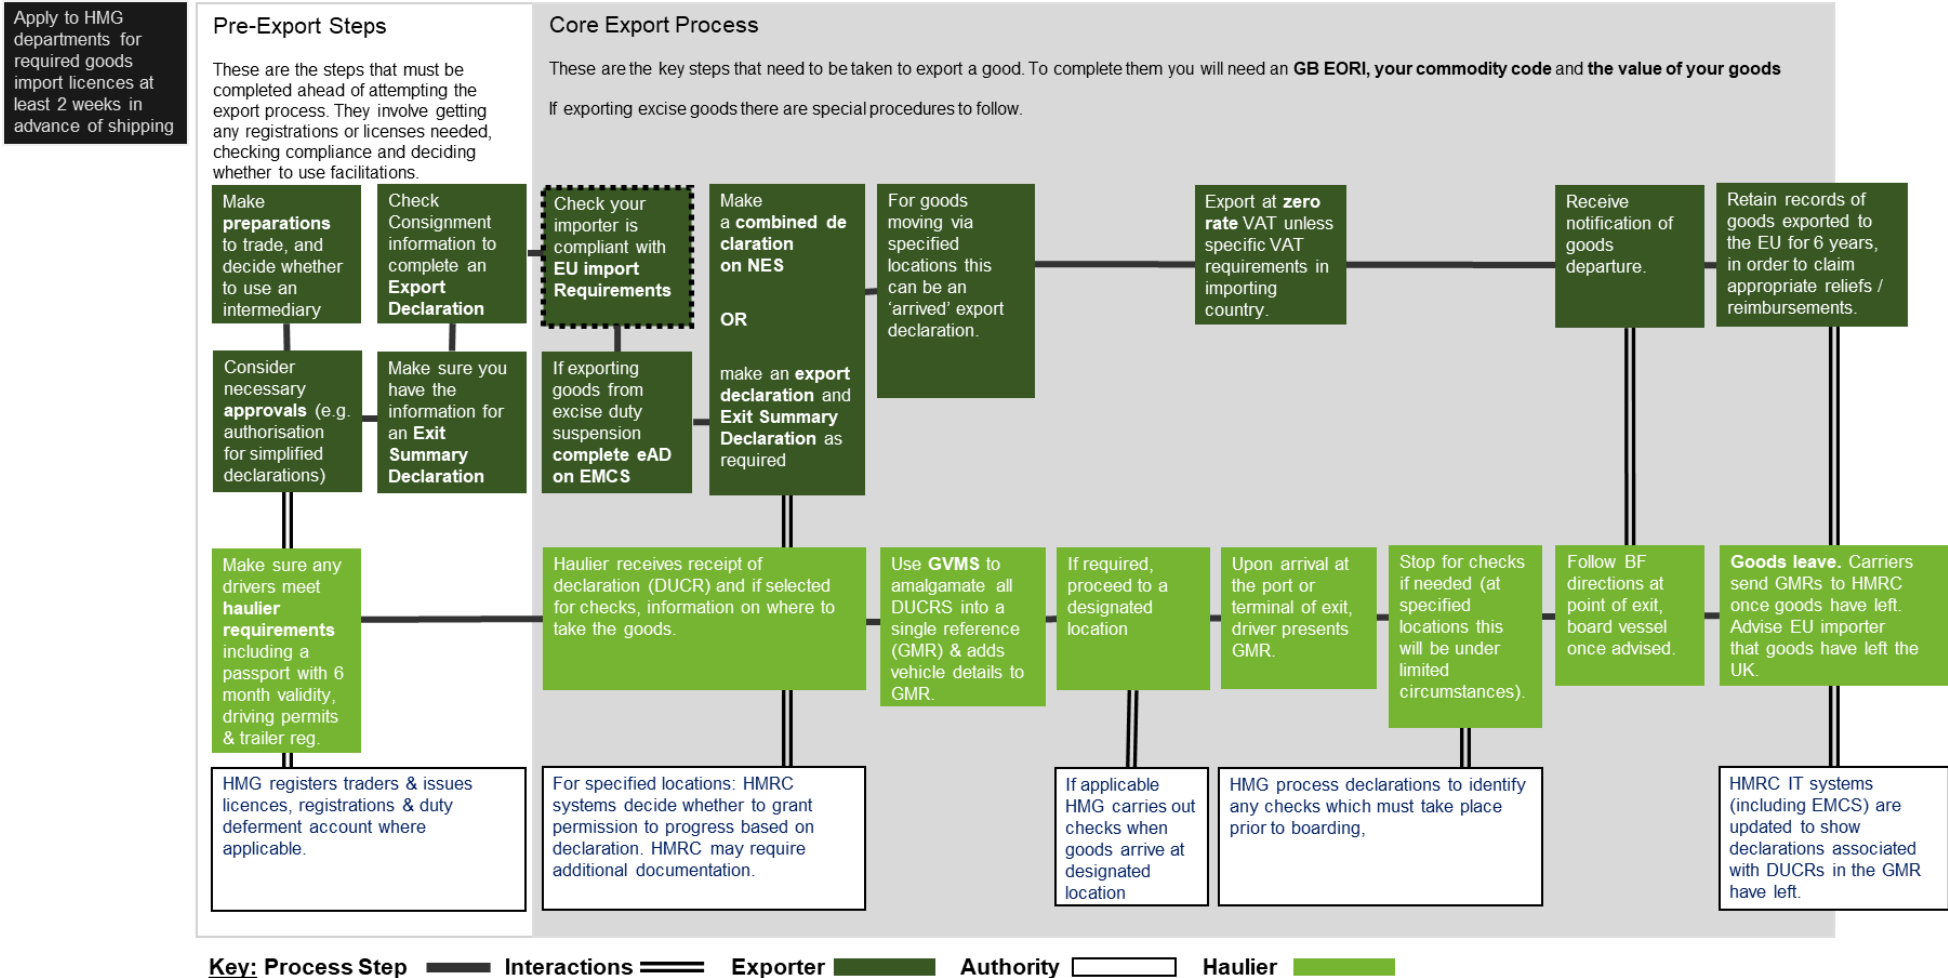 Apply to HMG
departments for
required goods
import licences at
least 2 weeks in
advance of shipping
Pre-Export Steps
These are the steps that must be
completed ahead of attempting the
export process. They involve getting
any registrations or licenses needed,
checking compliance and deciding
whether to use facilitations.
Core Export Process
These are the key steps that need to be taken to export a good. To complete them you will need an GB EORI, your commodity code and the value of your goods
If exporting excise goods there are special procedures to follow.
Make
preparations
to trade, and
decide whether
to use an
intermediary
Check
Consignment
information to
complete an
Export
Declaration
Check your
importer is
compliant with
EU import
Requirements
Make
a combined de
claration
on NES
OR
make an export
declaration and
Exit Summary
Declaration as
required
For goods
moving via
specified
locations this
can be an
‘arrived’ export
declaration.
Export at zero
rate VAT unless
specific VAT
requirements in
importing
country.
Receive
notification of
goods
departure.
Retain records of
goods exported to
the EU for 6 years,
in order to claim
appropriate reliefs /
reimbursements.
Consider
necessary
approvals (e.g.
authorisation
for simplified
declarations)
Make sure you
have the
information for
an Exit
Summary
Declaration
If exporting
goods from
excise duty
suspension
complete eAD
on EMCS
Make sure any
drivers meet
haulier
requirements
including a
passport with 6
month validity,
driving permits
& trailer reg.
Haulier receives receipt of
declaration (DUCR) and if selected
for checks, information on where to
take the goods.
Use GVMS to
amalgamate all
DUCRS into a
single reference
(GMR) & adds
vehicle details to
GMR.
If required,
proceed to a
designated
location
Upon arrival at
the port or
terminal of exit,
driver presents
GMR.
Stop for checks
if needed (at
specified
locations this
will be under
limited
circumstances).
Follow BF
directions at
point of exit,
board vessel
once advised.
Goods leave. Carriers
send GMRs to HMRC
once goods have left.
Advise EU importer
that goods have left the
UK.
HMG registers traders & issues
licences, registrations & duty
deferment account where
applicable.
For specified locations: HMRC
systems decide whether to grant
permission to progress based on
declaration. HMRC may require
additional documentation.
If applicable
HMG carries out
checks when
goods arrive at
designated
location
HMG process declarations to identify
any checks which must take place
prior to boarding,
HMRC IT systems
(including EMCS) are
updated to show
declarations associated
with DUCRs in the GMR
have left.
Key: Process Step Interactions Exporter Authority Haulier